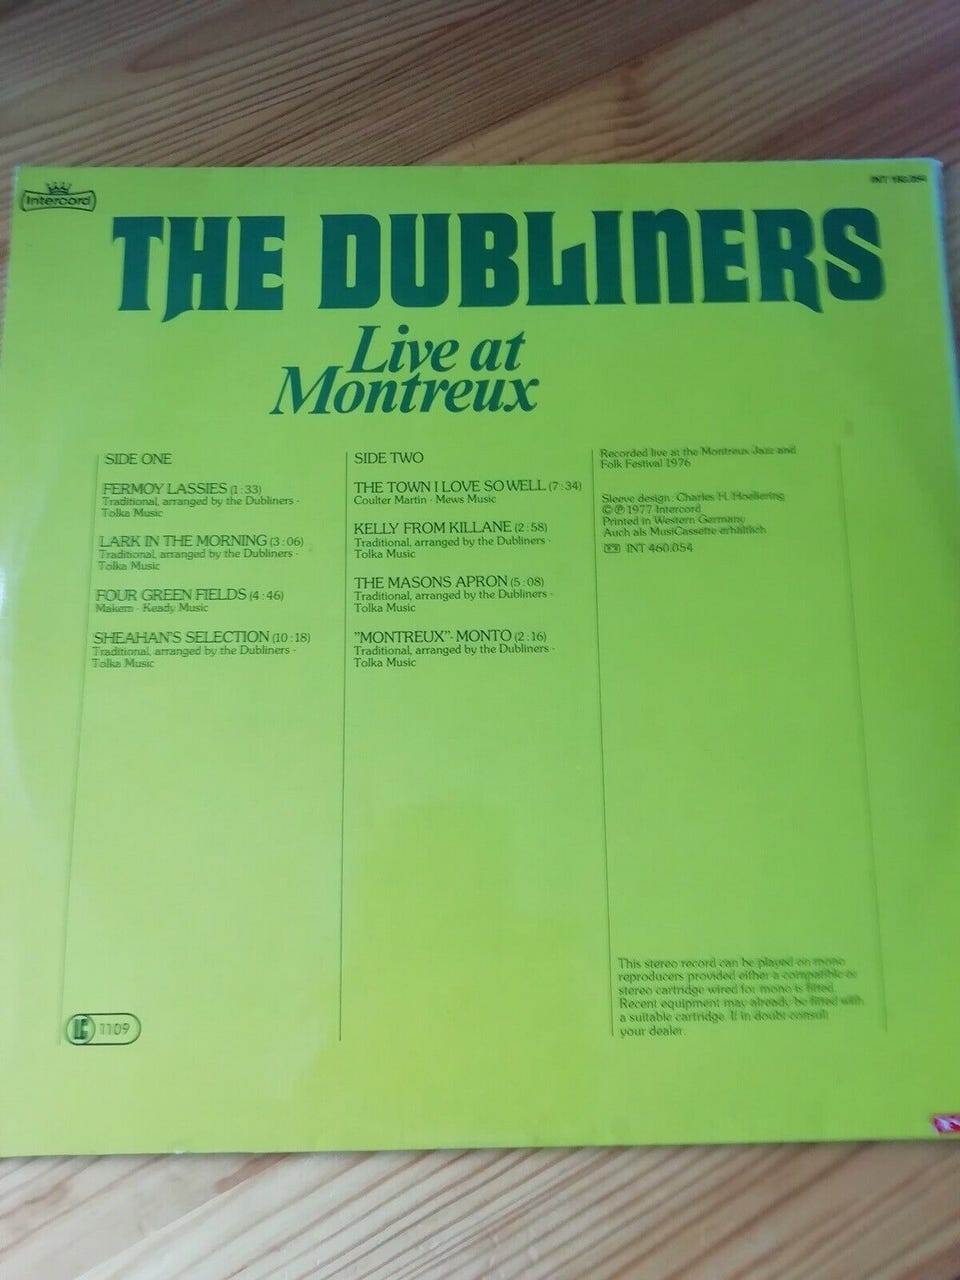 Intercord
INT 160.054
THE DUBLINERS
Live at
Montreux
SIDE ONE
FERMOY LASSIES (1:33)
Traditional, arranged by the Dubliners -
Tolka Music
LARK IN THE MORNING (3:06)
Traditional, arranged by the Dubliners -
Tolka Music
FOUR GREEN FIELDS (4:46)
Makem - Keady Music
SHEAHAN'S SELECTION (10:18)
Traditional, arranged by the Dubliners -
Tolka Music
SIDE TWO
THE TOWN I LOVE SO WELL (7:34)
Coulter Martin - Mews Music
KELLY FROM KILLANE (2:58)
Traditional, arranged by the Dubliners -
Tolka Music
THE MASONS APRON (5:08)
Traditional, arranged by the Dubliners -
Tolka Music
"MONTREUX"- MONTO (2:16)
Traditional, arranged by the Dubliners -
Tolka Music
Recorded live at the Montreux Jazz and
Folk Festival 1976
Sleeve design: Charles H. Hoellering
© ℗ 1977 Intercord
Printed in Western Germany
Auch als MusiCassette erhältlich
INT 460.054
This stereo record can be played on mono
reproducers provided either a compatible or
stereo cartridge wired for mono is fitted.
Recent equipment may already be fitted with
a suitable cartridge. If in doubt consult
your dealer.
LC 1109